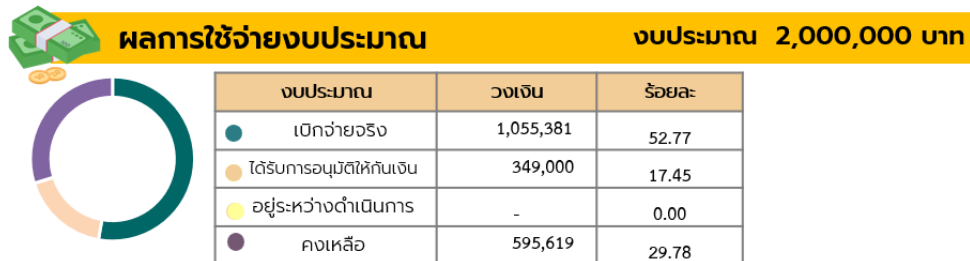 ผลการใช้จ่ายงบประมาณ งบประมาณ 2,000,000 บาท
งบประมาณ วงเงิน ร้อยละ
เบิกจ่ายจริง 1,055,381 52.77
ได้รับการอนุมัติให้กันเงิน 349,000 17.45
อยู่ระหว่างดำเนินการ - 0.00
คงเหลือ 595,619 29.78